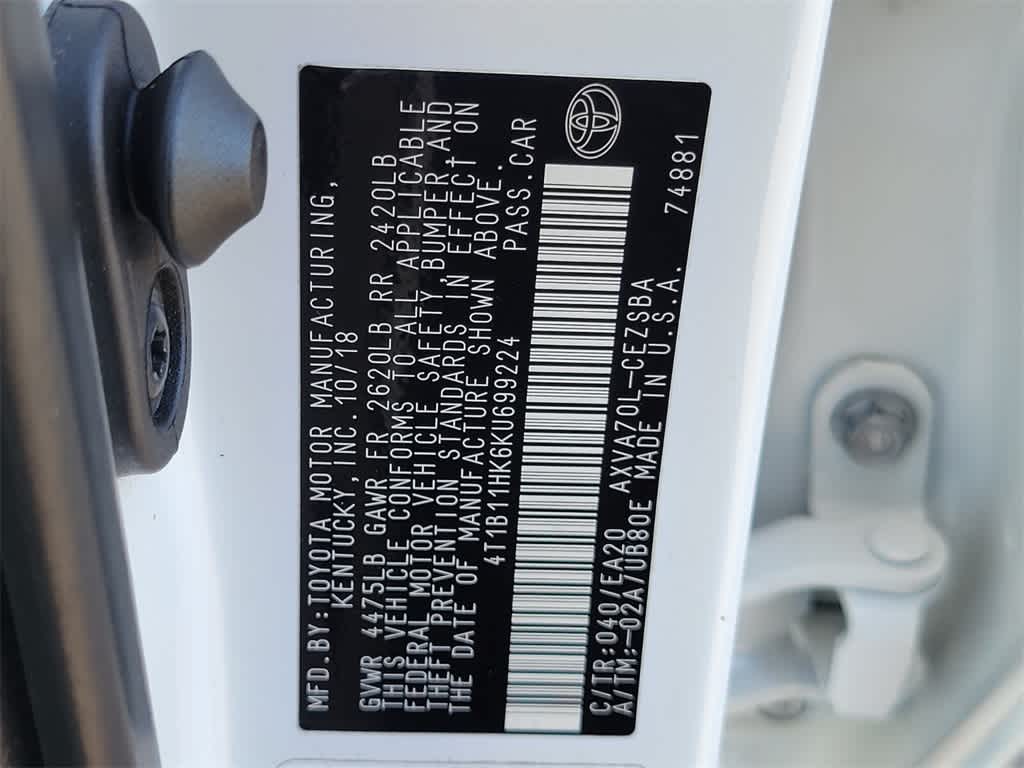 MFD.BY:TOYOTA MOTOR MANUFACTURING,
KENTUCKY,INC. 10/18
GVWR 4475LB GAWR FR 2620LB RR 2420LB
THIS VEHICLE CONFORMS TO ALL APPLICABLE
FEDERAL MOTOR VEHICLE SAFETY,BUMPER,AND
THEFT PREVENTION STANDARDS IN EFFECT ON
THE DATE OF MANUFACTURE SHOWN ABOVE.
4T1B11HK6KU699224 PASS.CAR
C/TR:040/EA20 AXVA70L-CEZSBA
A/TM:-02A/UB80E MADE IN U.S.A. 74881